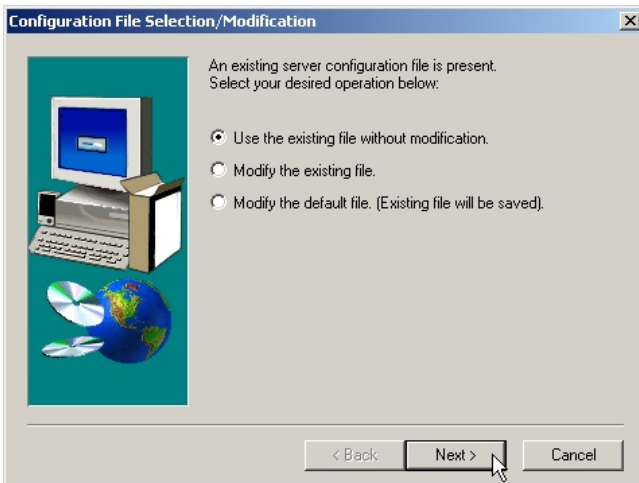 Configuration File Selection/Modification
An existing server configuration file is present.
Select your desired operation below:
Use the existing file without modification.
Modify the existing file.
Modify the default file. (Existing file will be saved).
< Back
Next >
Cancel